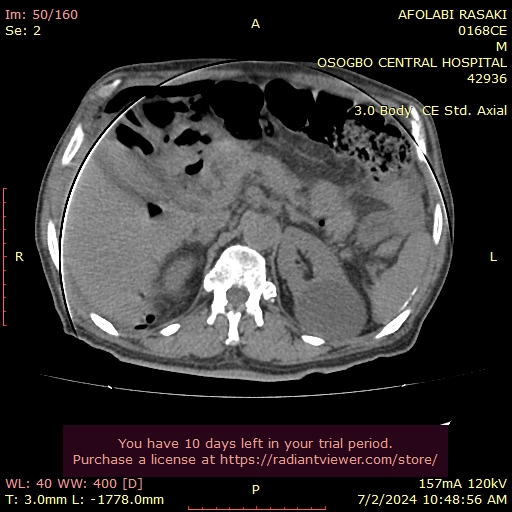 Im: 50/160
Se: 2
A
AFOLABI RASAKI
0168CE
M
OSOGBO CENTRAL HOSPITAL
42936
3.0 Body CE Std. Axial
R
L
You have 10 days left in your trial period.
Purchase a license at https://radiantviewer.com/store/
WL: 40 WW: 400 [D]
T: 3.0mm L: -1778.0mm
P
157mA 120kV
7/2/2024 10:48:56 AM